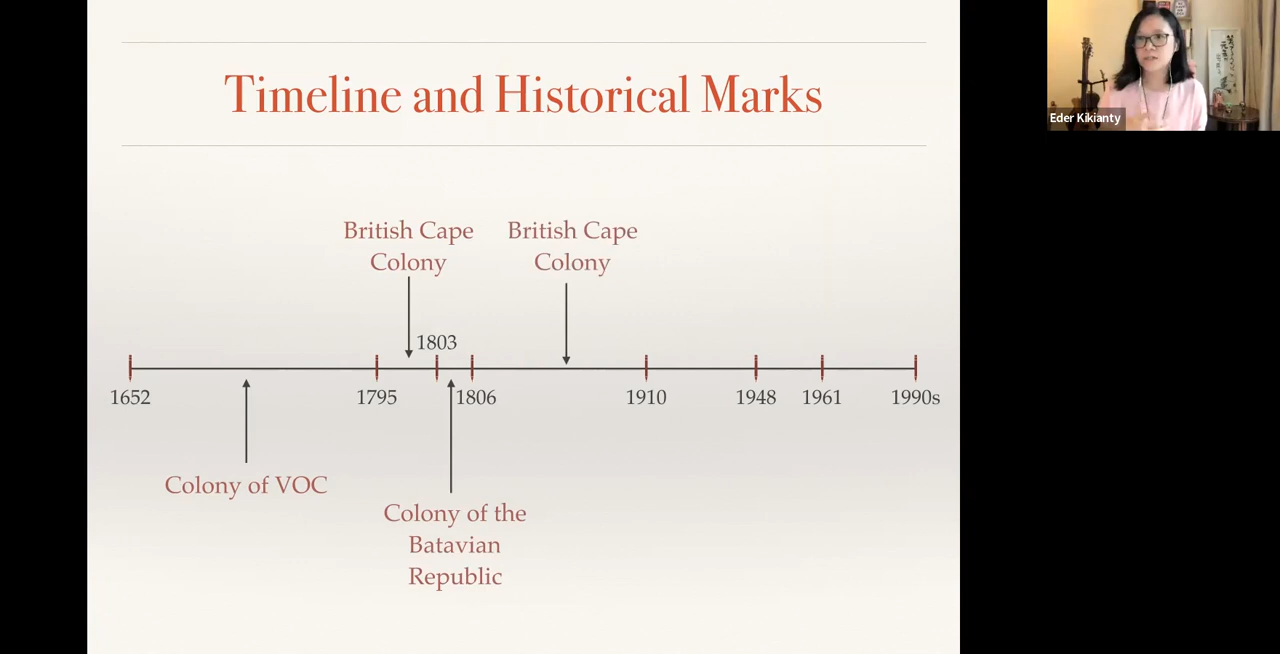 Timeline and Historical Marks
Eder Kikianty
British Cape
Colony
British Cape
Colony
1803
1652
1795
1806
1910
1948
1961
1990s
Colony of VOC
Colony of the
Batavian
Republic